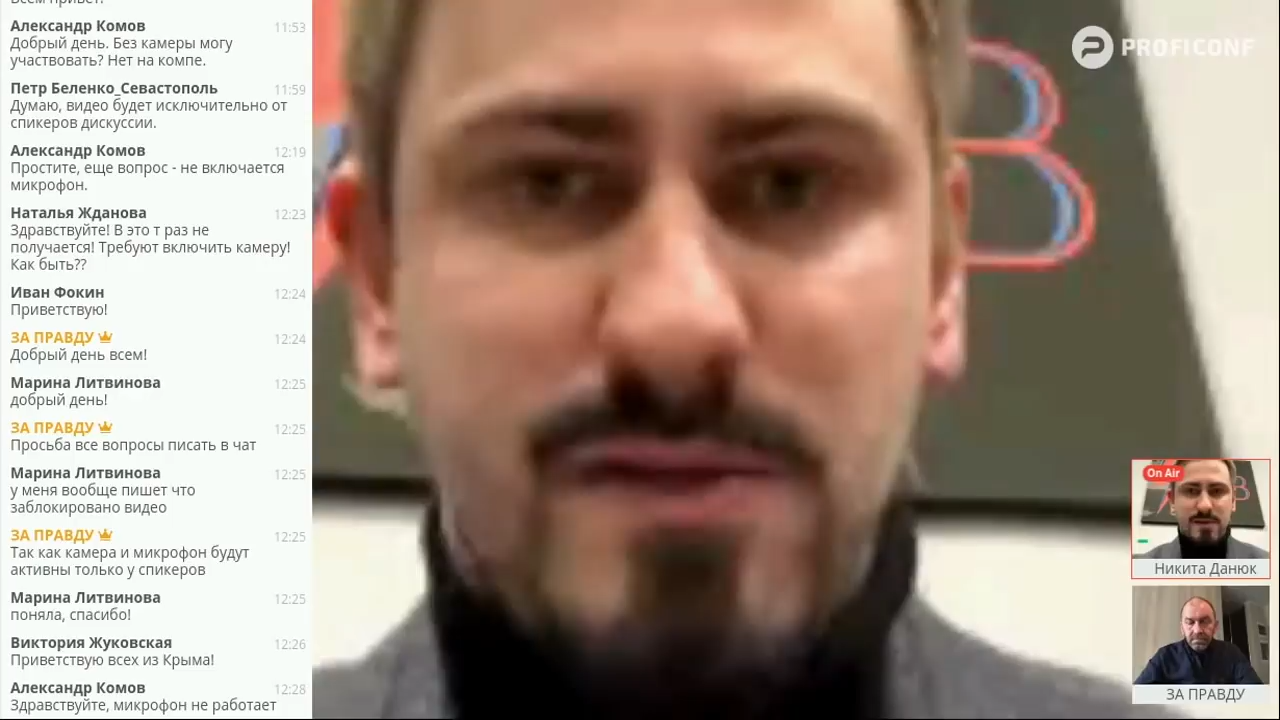 Александр Комов 11:53
Добрый день. Без камеры могу
участвовать? Нет на компе.
Петр Беленко_Севастополь 11:59
Думаю, видео будет исключительно от
спикеров дискуссии.
Александр Комов 12:19
Простите, еще вопрос - не включается
микрофон.
Наталья Жданова 12:23
Здравствуйте! В это т раз не
получается! Требуют включить камеру!
Как быть??
Иван Фокин 12:24
Приветствую!
ЗА ПРАВДУ 12:24
Добрый день всем!
Марина Литвинова 12:25
добрый день!
ЗА ПРАВДУ 12:25
Просьба все вопросы писать в чат
Марина Литвинова 12:25
у меня вообще пишет что
заблокировано видео
ЗА ПРАВДУ 12:25
Так как камера и микрофон будут
активны только у спикеров
Марина Литвинова 12:25
поняла, спасибо!
Виктория Жуковская 12:26
Приветствую всех из Крыма!
Александр Комов 12:28
Здравствуйте, микрофон не работает
PROFICONF
On Air
Никита Данюк
ЗА ПРАВДУ